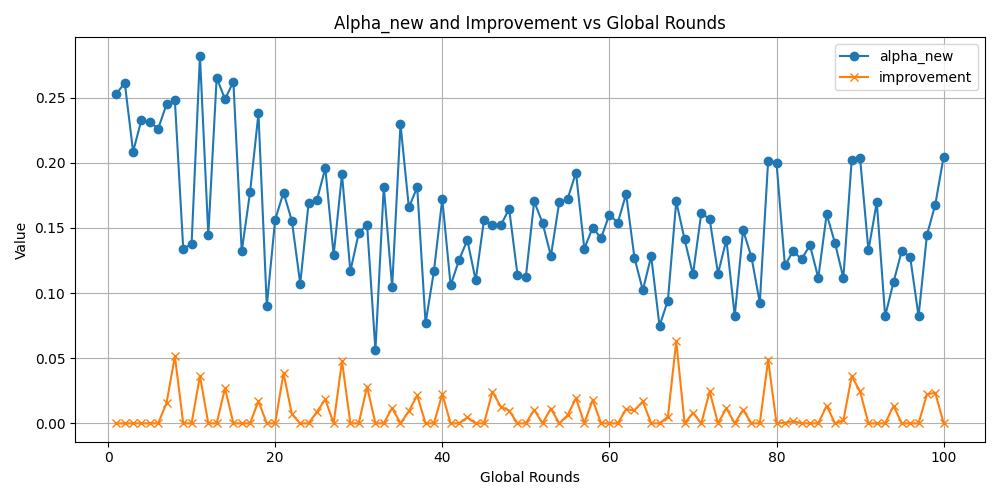 Alpha_new and Improvement vs Global Rounds
alpha_new
improvement
Value
0.25
0.20
0.15
0.10
0.05
0.00
0 20 40 60 80 100
Global Rounds